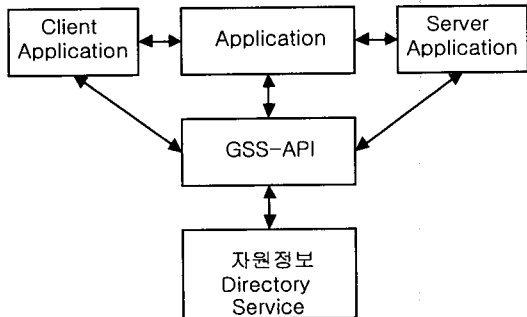 Client
Application
Application
Server
Application
GSS-API
자원정보
Directory
Service